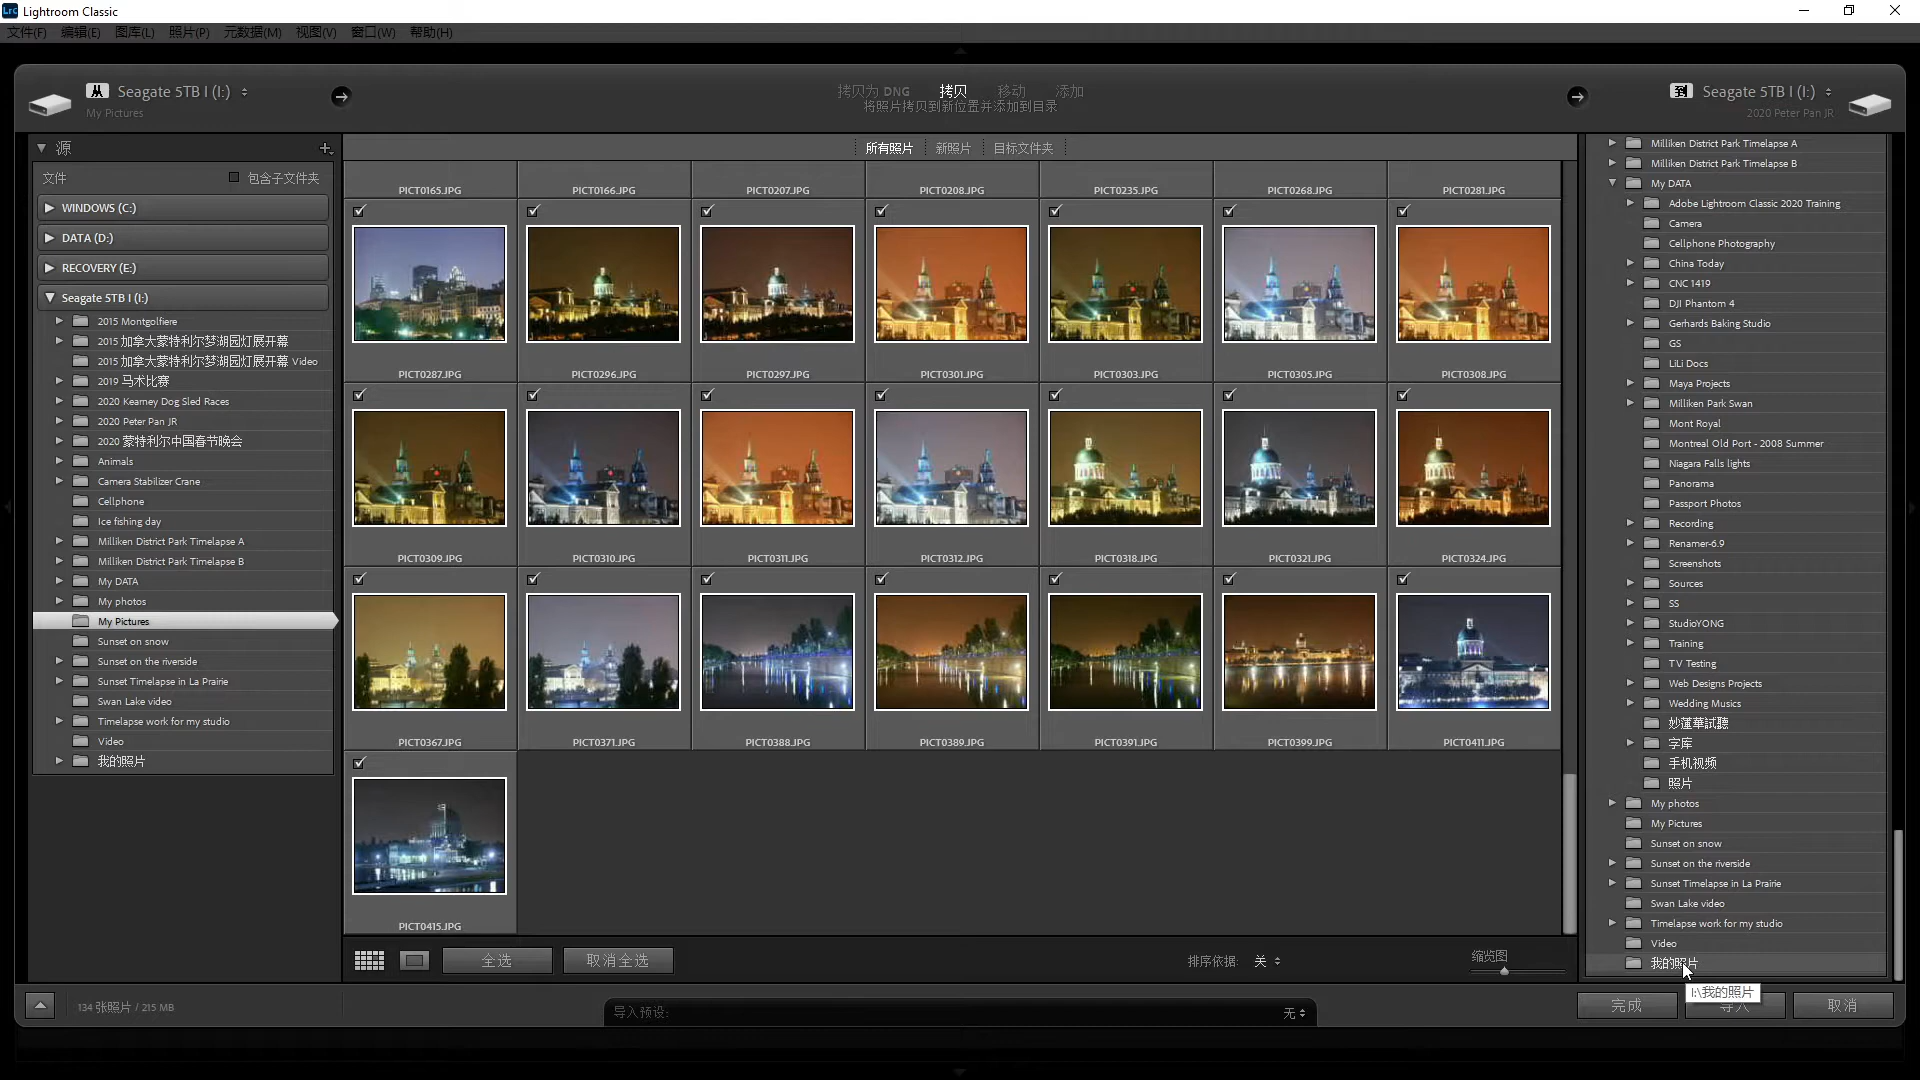 Lrc Lightroom Classic
文件(F) 编辑(E) 图库(L) 照片(P) 元数据(M) 视图(V) 窗口(W) 帮助(H)
从 Seagate 5TB I (I:)
My Pictures
拷贝为 DNG 拷贝 移动 添加
将照片拷贝到新位置并添加到目录
到 Seagate 5TB I (I:)
2020 Peter Pan JR
源
文件 包含子文件夹
WINDOWS (C:)
DATA (D:)
RECOVERY (E:)
Seagate 5TB I (I:)
2015 Montgolfiere
2015 加拿大蒙特利尔梦湖园灯展开幕
2015 加拿大蒙特利尔梦湖园灯展开幕 Video
2019 马术比赛
2020 Kearney Dog Sled Races
2020 Peter Pan JR
2020 蒙特利尔中国春节晚会
Animals
Camera Stabilizer Crane
Cellphone
Ice fishing day
Milliken District Park Timelapse A
Milliken District Park Timelapse B
My DATA
My photos
My Pictures
Sunset on snow
Sunset on the riverside
Sunset Timelapse in La Prairie
Swan Lake video
Timelapse work for my studio
Video
我的照片
所有照片 新照片 目标文件夹
PICT0165.JPG PICT0166.JPG PICT0207.JPG PICT0208.JPG PICT0235.JPG PICT0268.JPG PICT0281.JPG
PICT0287.JPG PICT0296.JPG PICT0297.JPG PICT0301.JPG PICT0303.JPG PICT0305.JPG PICT0308.JPG
PICT0309.JPG PICT0310.JPG PICT0311.JPG PICT0312.JPG PICT0318.JPG PICT0321.JPG PICT0324.JPG
PICT0367.JPG PICT0371.JPG PICT0388.JPG PICT0389.JPG PICT0391.JPG PICT0399.JPG PICT0411.JPG
PICT0415.JPG
全选 取消全选 排序依据: 关 缩览图
Milliken District Park Timelapse A
Milliken District Park Timelapse B
My DATA
Adobe Lightroom Classic 2020 Training
Camera
Cellphone Photography
China Today
CNC 1419
DJI Phantom 4
Gerhards Baking Studio
GS
LiLi Docs
Maya Projects
Milliken Park Swan
Mont Royal
Montreal Old Port - 2008 Summer
Niagara Falls lights
Panorama
Passport Photos
Recording
Renamer-6.9
Screenshots
Sources
SS
StudioYONG
Training
TV Testing
Web Designs Projects
Wedding Musics
妙蓮華試聽
字库
手机视频
照片
My photos
My Pictures
Sunset on snow
Sunset on the riverside
Sunset Timelapse in La Prairie
Swan Lake video
Timelapse work for my studio
Video
我的照片
I:\我的照片
134 张照片 / 215 MB
导入预设: 无
完成 导入 取消